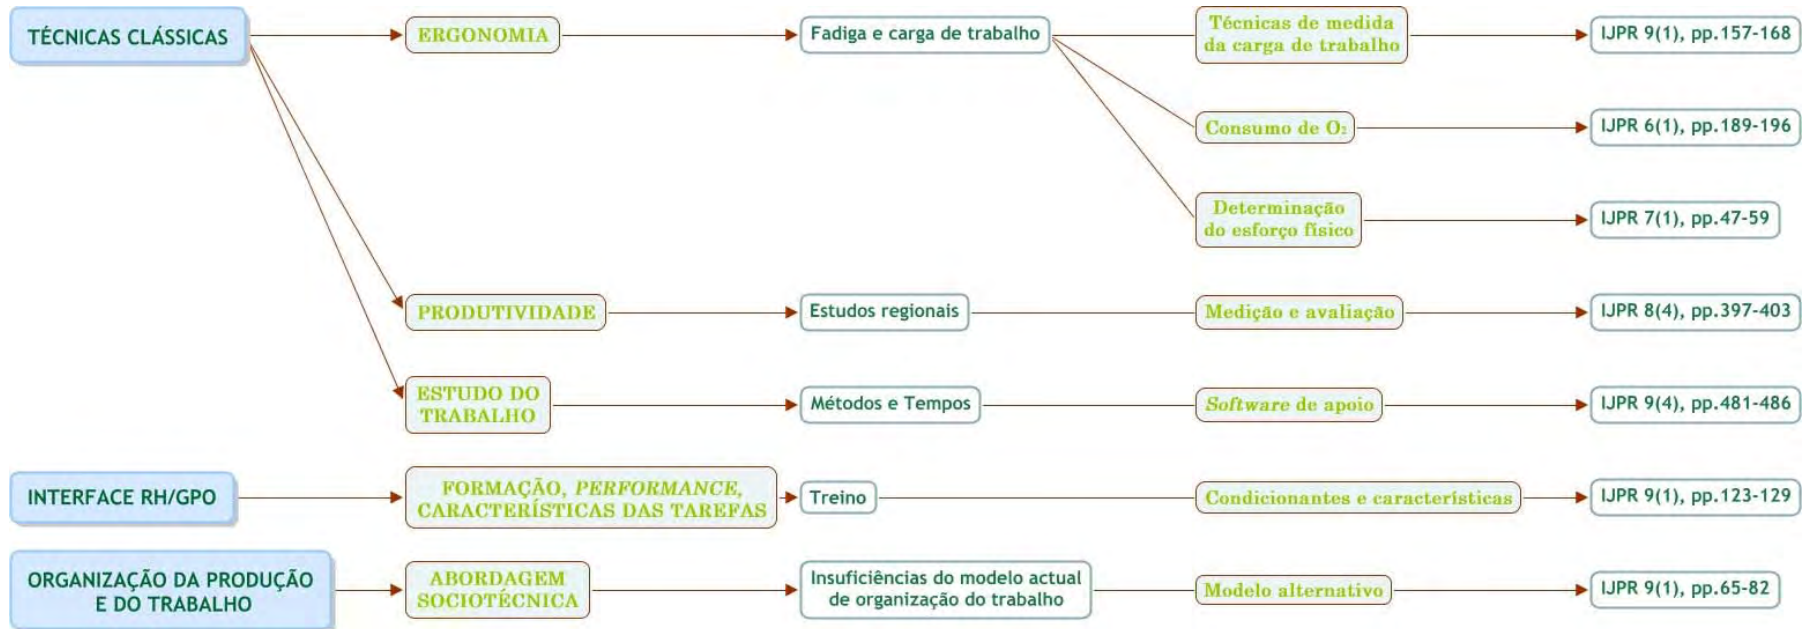 TÉCNICAS CLÁSSICAS
ERGONOMIA
Fadiga e carga de trabalho
Técnicas de medida
da carga de trabalho
IJPR 9(1), pp.157-168
Consumo de O₂
IJPR 6(1), pp.189-196
Determinação
do esforço físico
IJPR 7(1), pp.47-59
PRODUTIVIDADE
Estudos regionais
Medição e avaliação
IJPR 8(4), pp.397-403
ESTUDO DO
TRABALHO
Métodos e Tempos
Software de apoio
IJPR 9(4), pp.481-486
INTERFACE RH/GPO
FORMAÇÃO, PERFORMANCE,
CARACTERÍSTICAS DAS TAREFAS
Treino
Condicionantes e características
IJPR 9(1), pp.123-129
ORGANIZAÇÃO DA PRODUÇÃO
E DO TRABALHO
ABORDAGEM
SOCIOTÉCNICA
Insuficiências do modelo actual
de organização do trabalho
Modelo alternativo
IJPR 9(1), pp.65-82